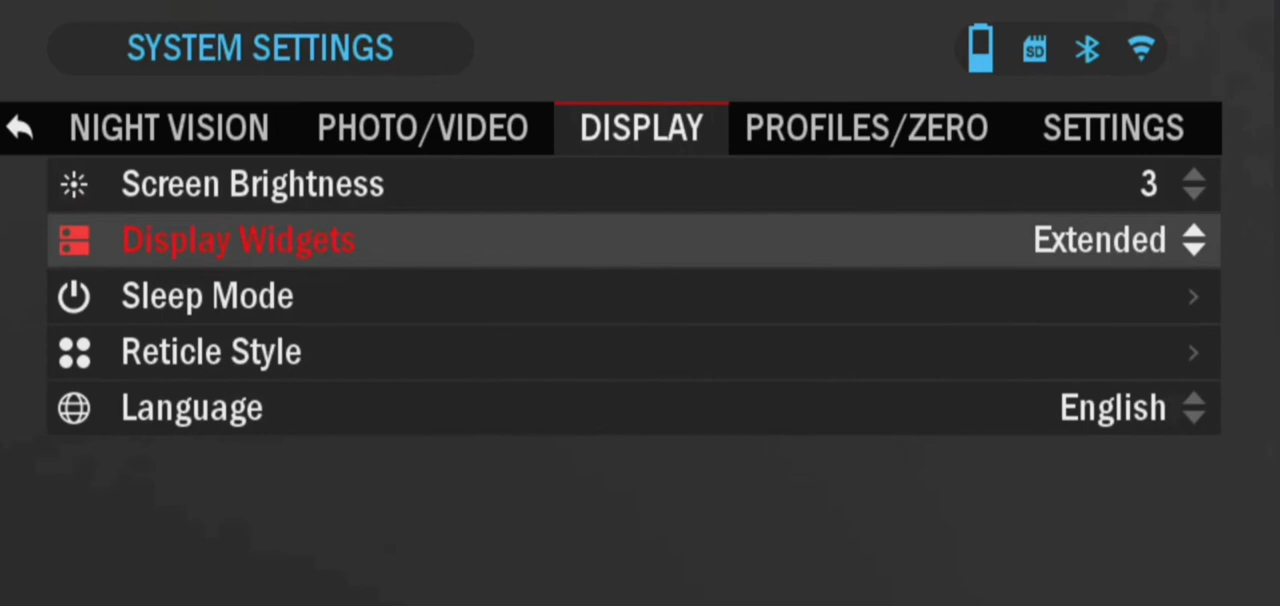 SYSTEM SETTINGS SD
NIGHT VISION PHOTO/VIDEO DISPLAY PROFILES/ZERO SETTINGS
Screen Brightness 3
Display Widgets Extended
Sleep Mode
Reticle Style
Language English